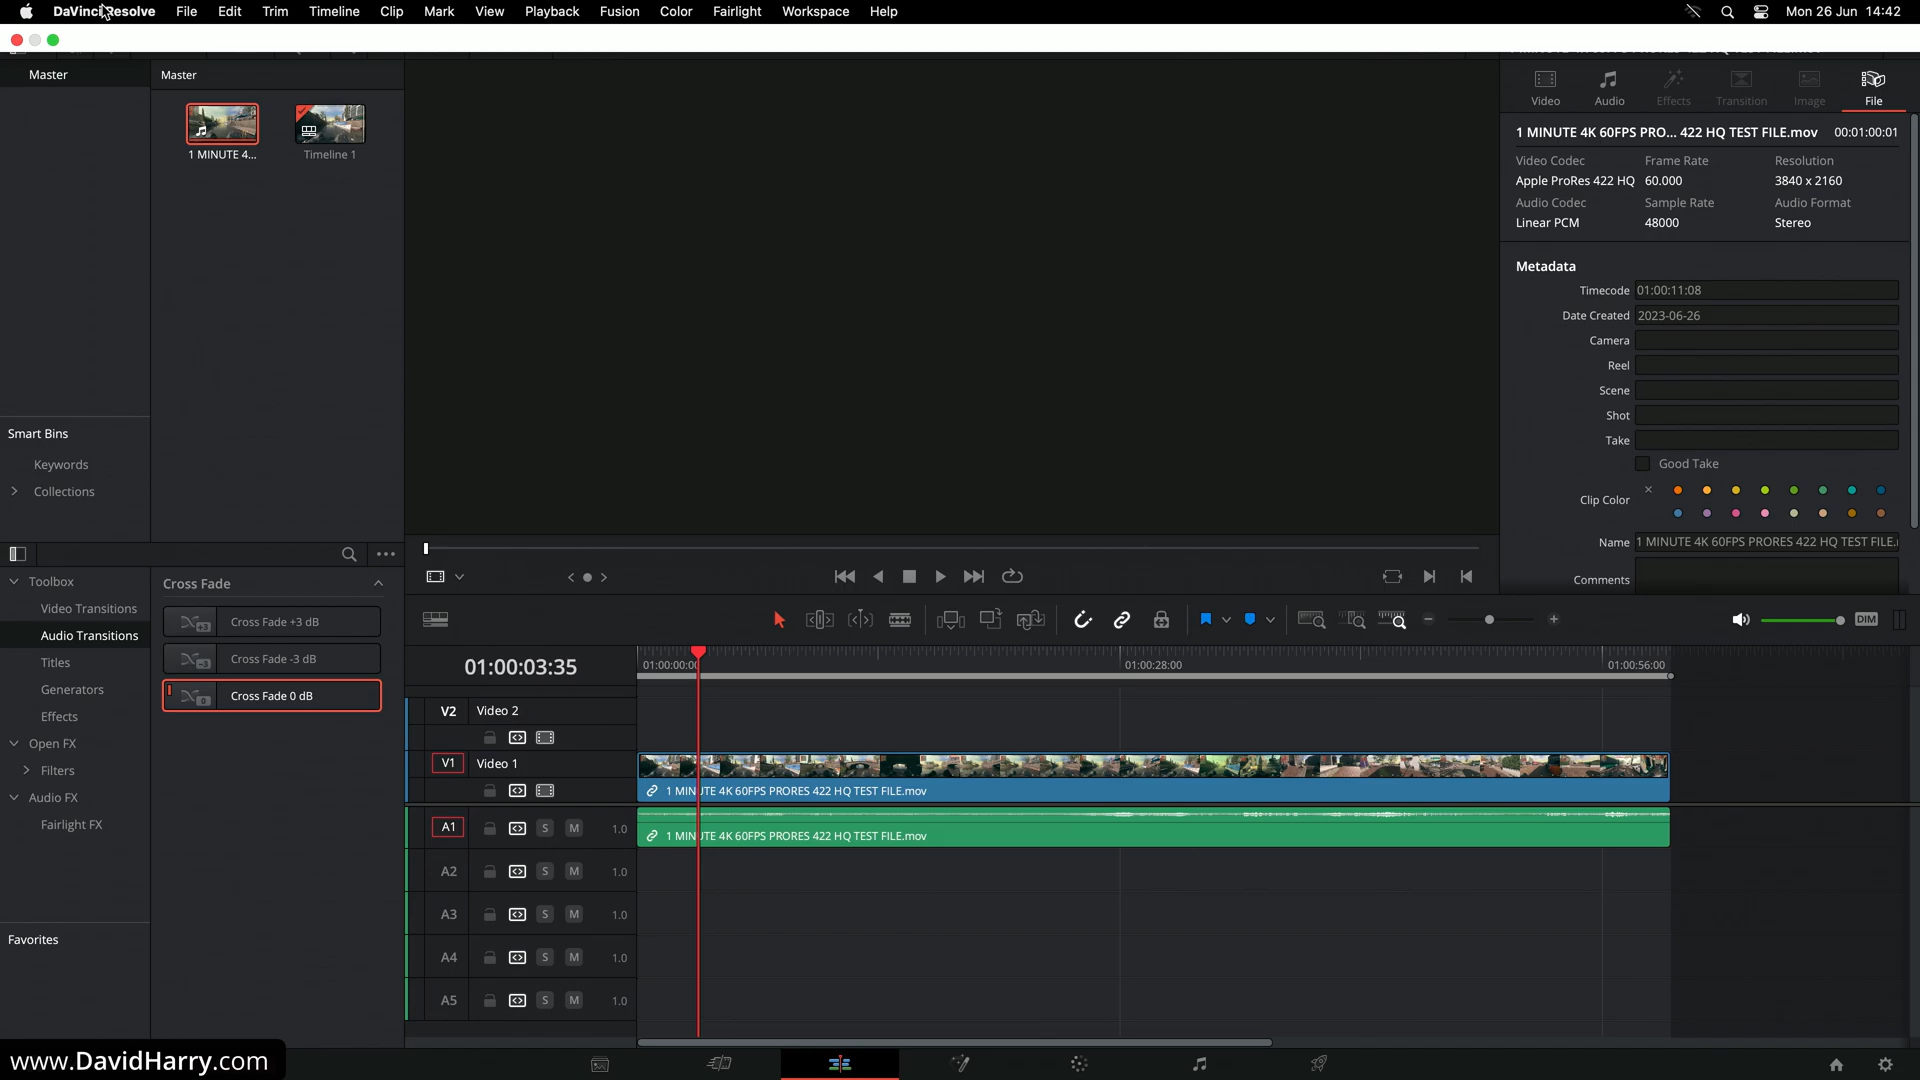 DaVinci Resolve File Edit Trim Timeline Clip Mark View Playback Fusion Color Fairlight Workspace Help Mon 26 Jun 14:42
Master
Master
1 MINUTE 4...
Timeline 1
Smart Bins
Keywords
Collections
Toolbox
Video Transitions
Audio Transitions
Titles
Generators
Effects
Open FX
Filters
Audio FX
Fairlight FX
Favorites
Cross Fade
+3 Cross Fade +3 dB
-3 Cross Fade -3 dB
0 Cross Fade 0 dB
Video Audio Effects Transition Image File
1 MINUTE 4K 60FPS PRO... 422 HQ TEST FILE.mov 00:01:00:01
Video Codec Frame Rate Resolution
Apple ProRes 422 HQ 60.000 3840 x 2160
Audio Codec Sample Rate Audio Format
Linear PCM 48000 Stereo
Metadata
Timecode 01:00:11:08
Date Created 2023-06-26
Camera
Reel
Scene
Shot
Take
Good Take
Clip Color
Name 1 MINUTE 4K 60FPS PRORES 422 HQ TEST FILE.
Comments
DIM
01:00:03:35
01:00:00:00 01:00:28:00 01:00:56:00
V2 Video 2
V1 Video 1
1 MINUTE 4K 60FPS PRORES 422 HQ TEST FILE.mov
A1 S M 1.0
1 MINUTE 4K 60FPS PRORES 422 HQ TEST FILE.mov
A2 S M 1.0
A3 S M 1.0
A4 S M 1.0
A5 S M 1.0
www.DavidHarry.com